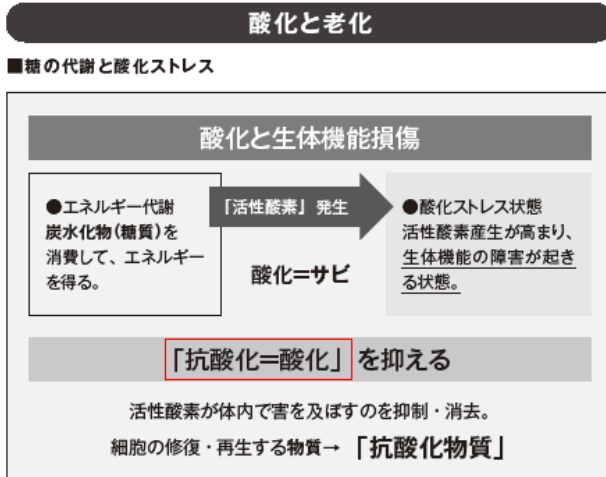 酸化と老化
■糖の代謝と酸化ストレス
酸化と生体機能損傷
●エネルギー代謝
炭水化物(糖質)を
消費して、エネルギー
を得る。
「活性酸素」発生
酸化=サビ
●酸化ストレス状態
活性酸素産生が高まり、
生体機能の障害が起き
る状態。
「抗酸化=酸化」を抑える
活性酸素が体内で害を及ぼすのを抑制・消去。
細胞の修復・再生する物質→「抗酸化物質」